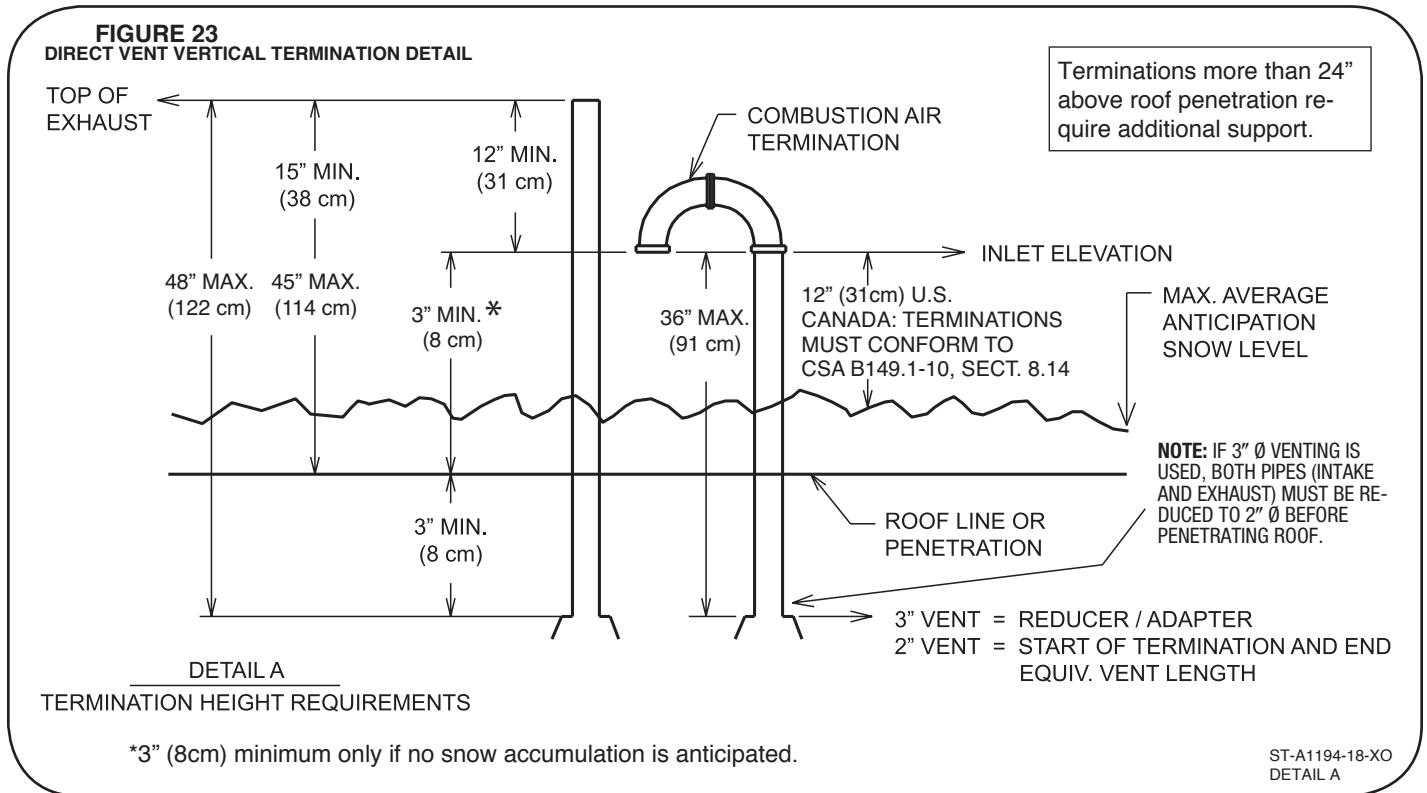 FIGURE 23
DIRECT VENT VERTICAL TERMINATION DETAIL
Terminations more than 24”
above roof penetration re-
quire additional support.
TOP OF
EXHAUST
COMBUSTION AIR
TERMINATION
12” MIN.
(31 cm)
15” MIN.
(38 cm)
INLET ELEVATION
48” MAX.
(122 cm)
45” MAX.
(114 cm)
3” MIN. *
(8 cm)
36” MAX.
(91 cm)
12” (31cm) U.S.
CANADA: TERMINATIONS
MUST CONFORM TO
CSA B149.1-10, SECT. 8.14
MAX. AVERAGE
ANTICIPATION
SNOW LEVEL
NOTE: IF 3″ Ø VENTING IS
USED, BOTH PIPES (INTAKE
AND EXHAUST) MUST BE RE-
DUCED TO 2″ Ø BEFORE
PENETRATING ROOF.
3” MIN.
(8 cm)
ROOF LINE OR
PENETRATION
3” VENT = REDUCER / ADAPTER
2” VENT = START OF TERMINATION AND END
EQUIV. VENT LENGTH
DETAIL A
TERMINATION HEIGHT REQUIREMENTS
*3” (8cm) minimum only if no snow accumulation is anticipated.
ST-A1194-18-XO
DETAIL A